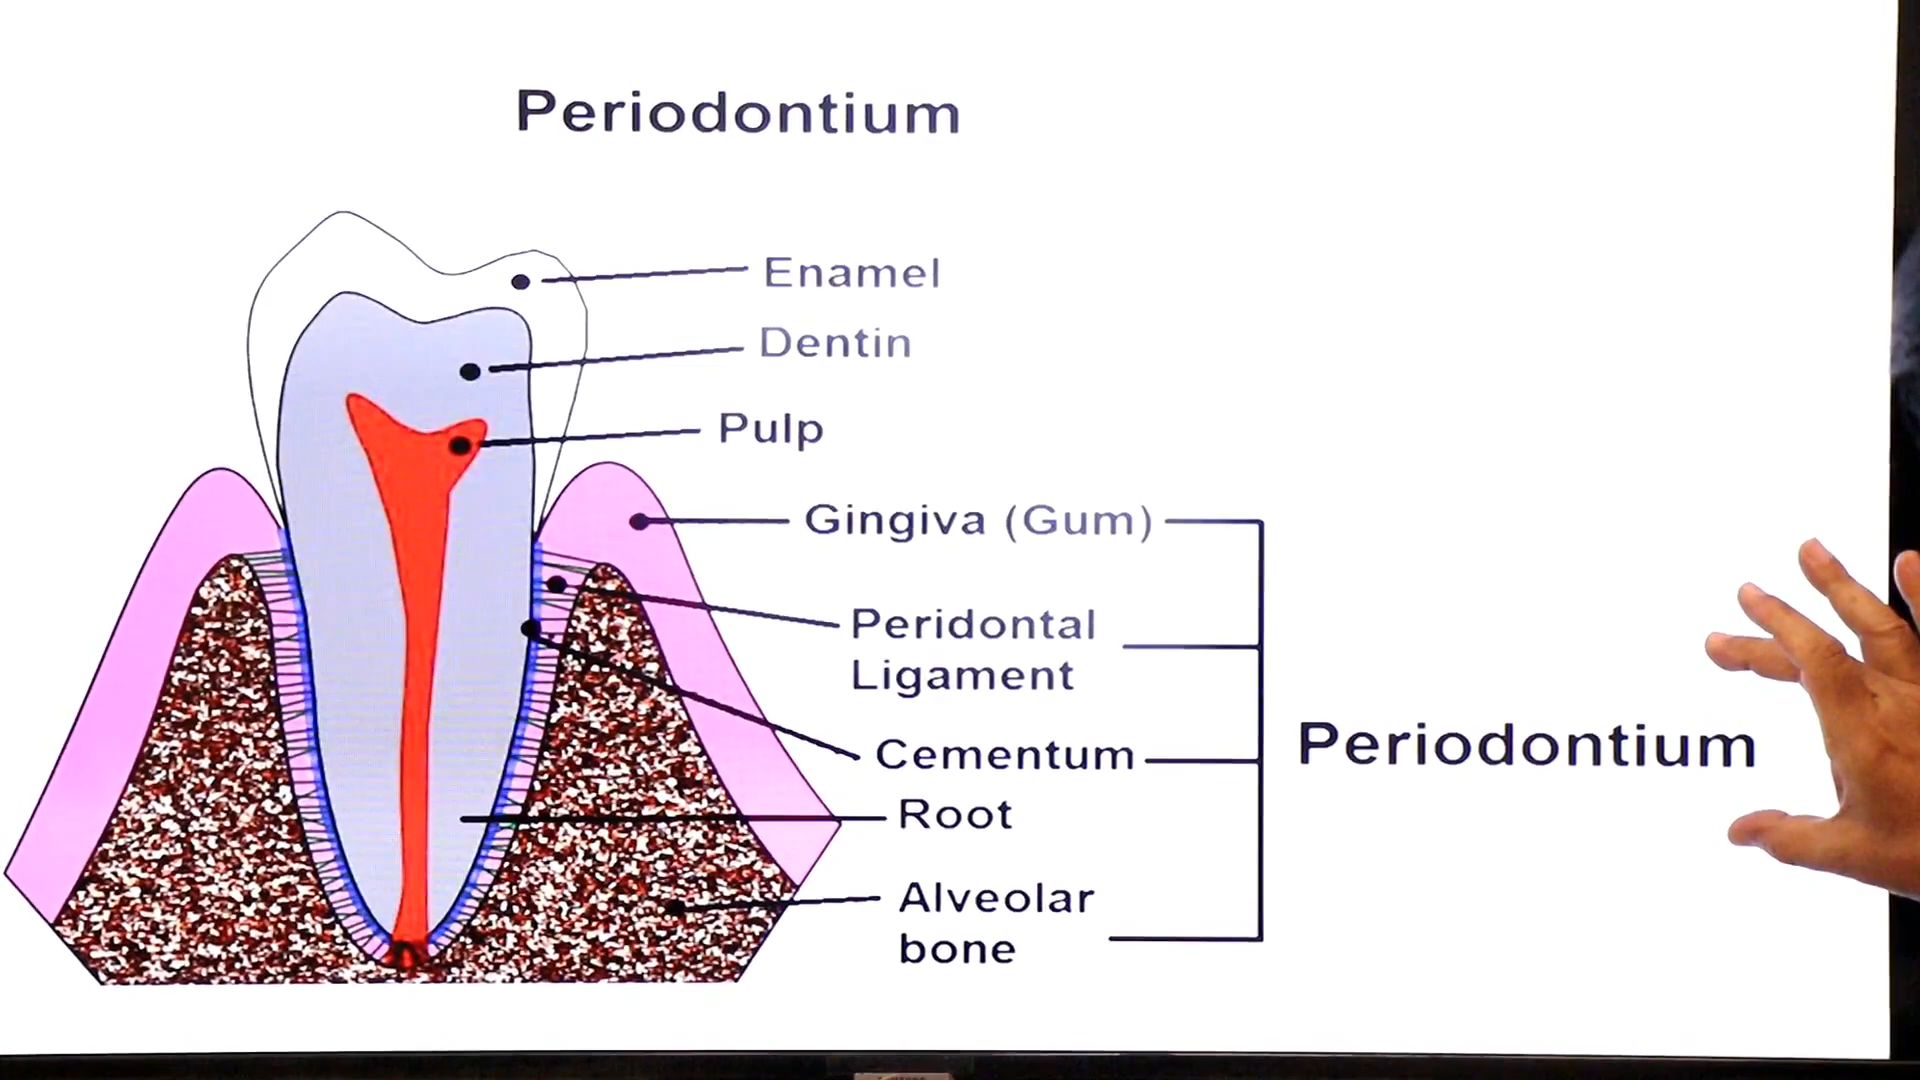 Periodontium
Enamel
Dentin
Pulp
Gingiva (Gum)
Peridontal
Ligament
Cementum
Periodontium
Root
Alveolar
bone